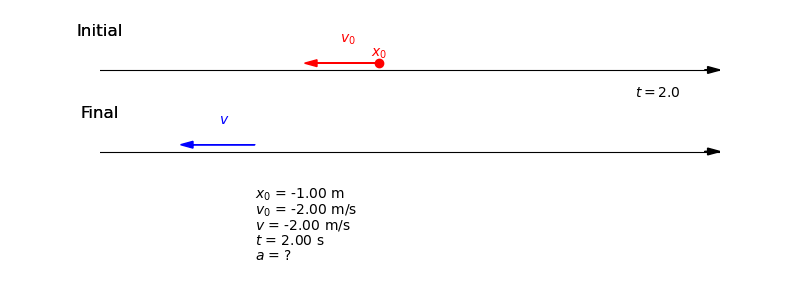 Initial
v₀
x₀
t = 2.0
Final
v
x₀ = -1.00 m
v₀ = -2.00 m/s
v = -2.00 m/s
t = 2.00 s
a = ?